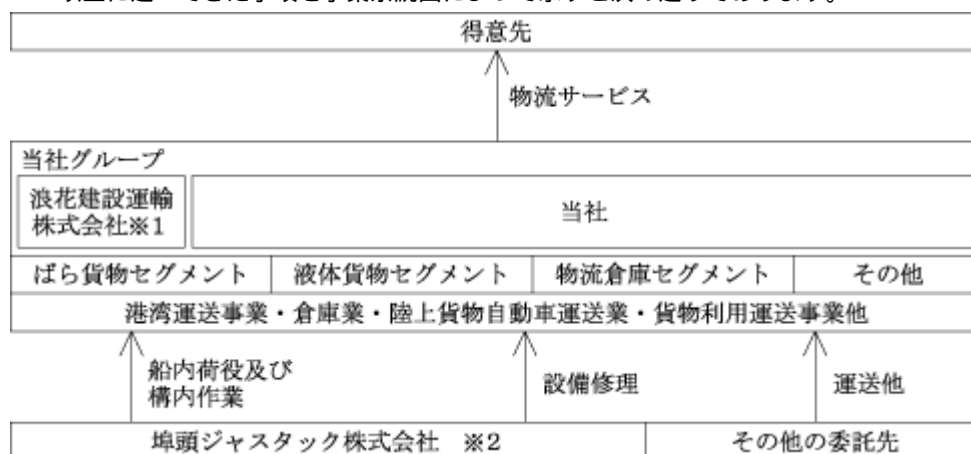 得意先
物流サービス
当社グループ
浪花建設運輸
株式会社※1
当社
ばら貨物セグメント
液体貨物セグメント
物流倉庫セグメント
その他
港湾運送事業・倉庫業・陸上貨物自動車運送業・貨物利用運送事業他
船内荷役及び
構内作業
設備修理
運送他
埠頭ジャスタック株式会社 ※2
その他の委託先